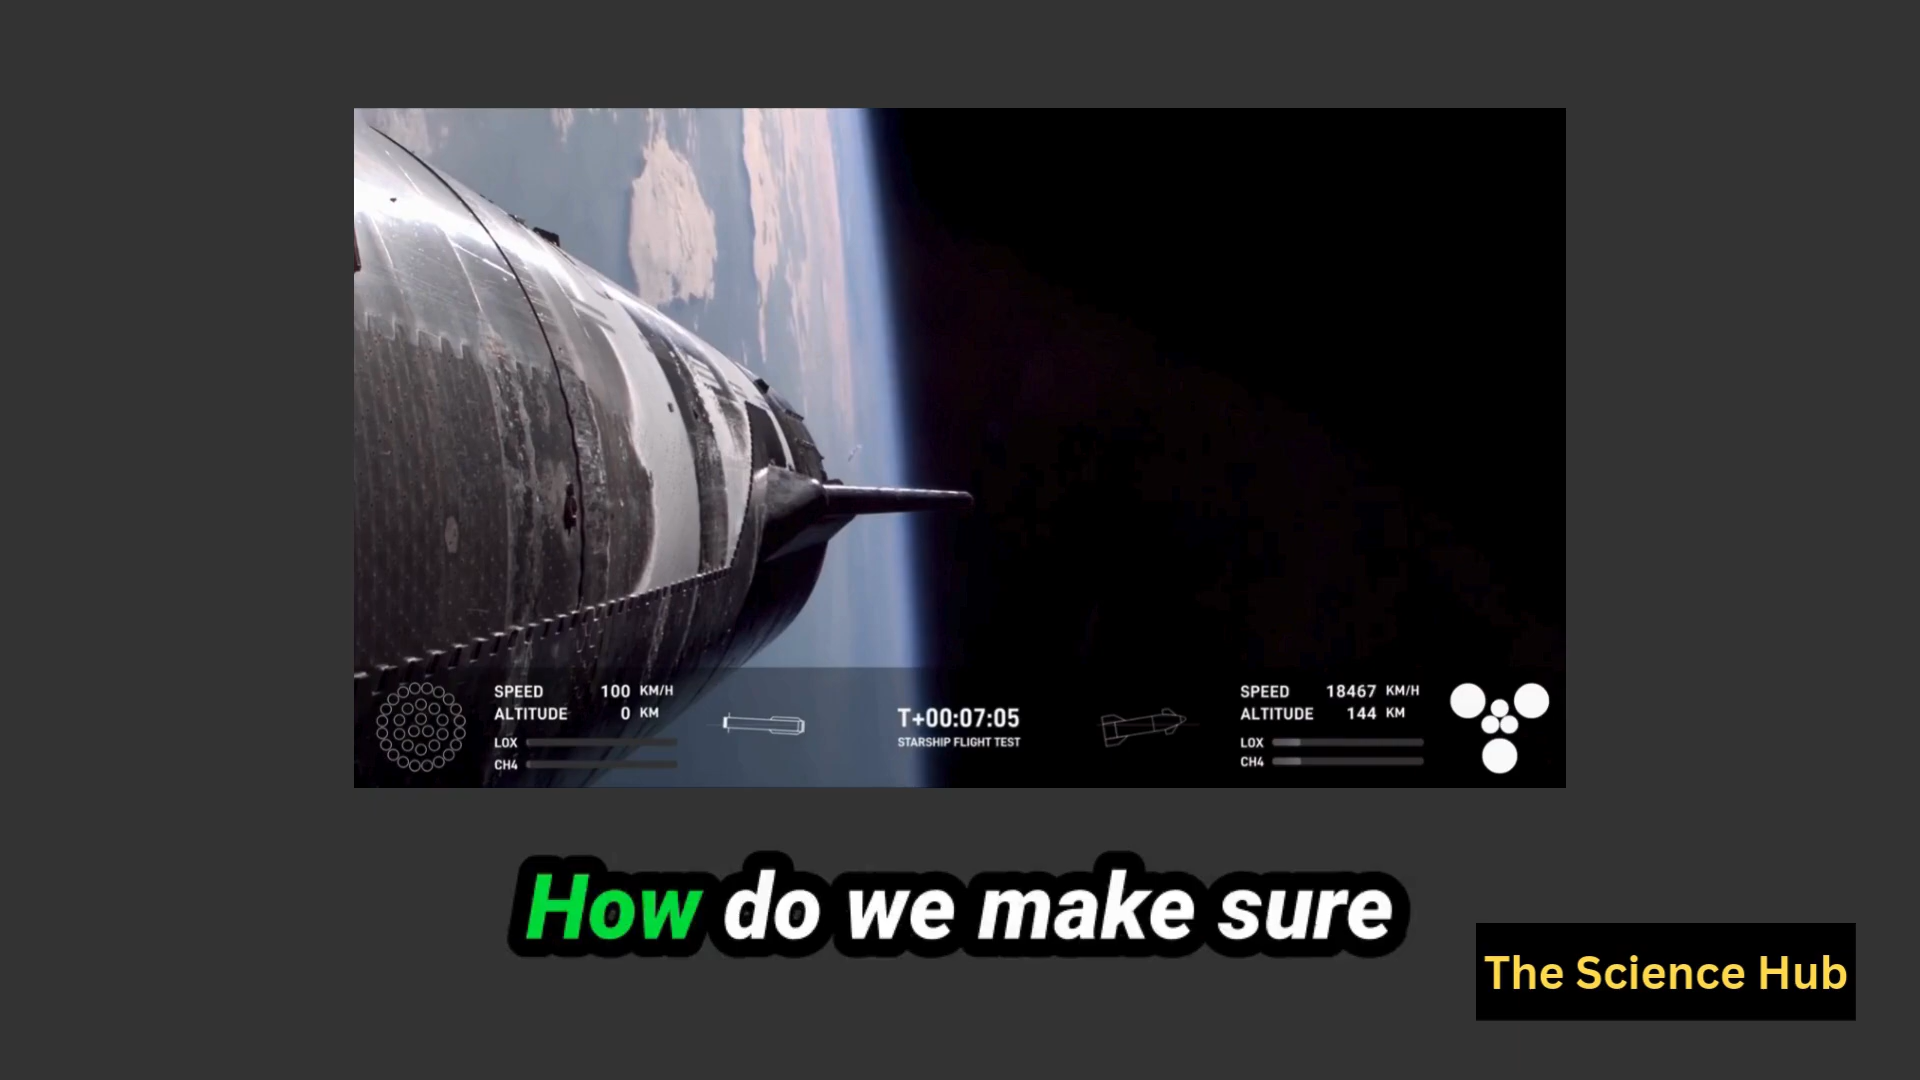 SPEED 100 KM/H
ALTITUDE 0 KM
LOX
CH4
T+00:07:05
STARSHIP FLIGHT TEST
SPEED 18467 KM/H
ALTITUDE 144 KM
LOX
CH4
How do we make sure
The Science Hub